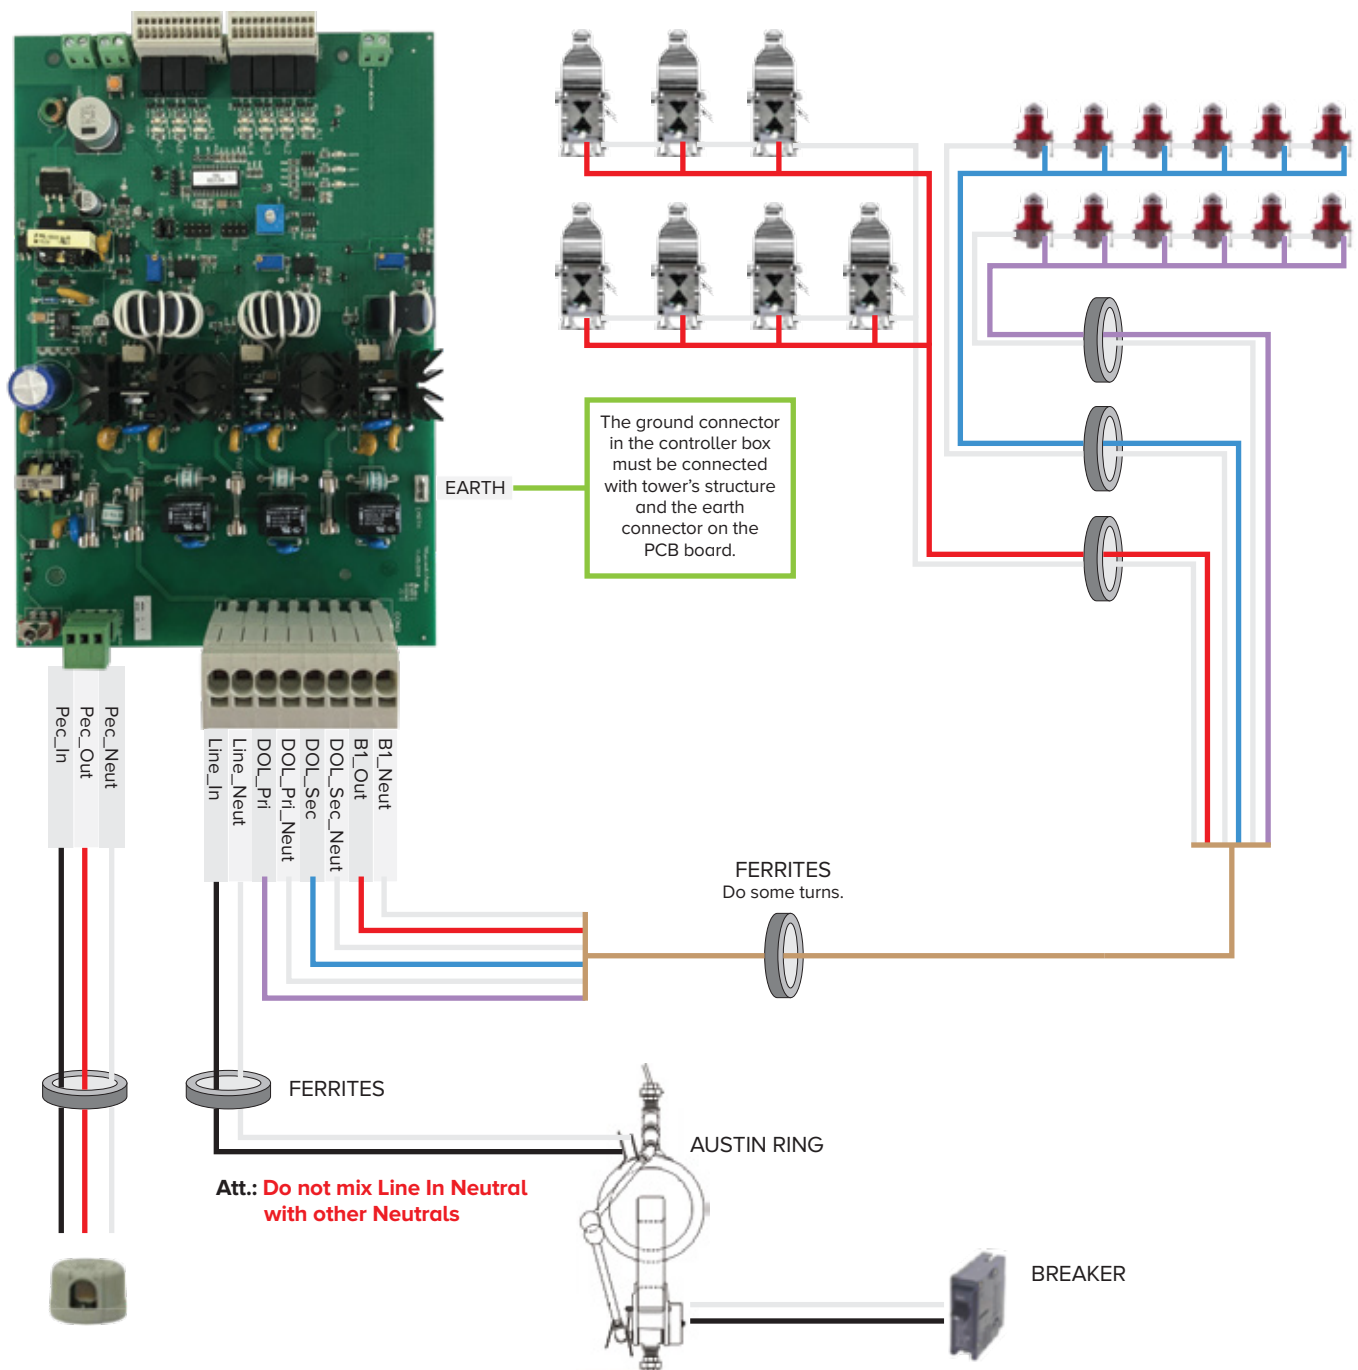 EARTH
The ground connector
in the controller box
must be connected
with tower's structure
and the earth
connector on the
PCB board.
Pec_In
Pec_Out
Pec_Neut
Line_In
Line_Neut
DOL_Pri
DOL_Pri_Neut
DOL_Sec
DOL_Sec_Neut
B1_Out
B1_Neut
FERRITES
Do some turns.
FERRITES
AUSTIN RING
Att.: Do not mix Line In Neutral
with other Neutrals
BREAKER